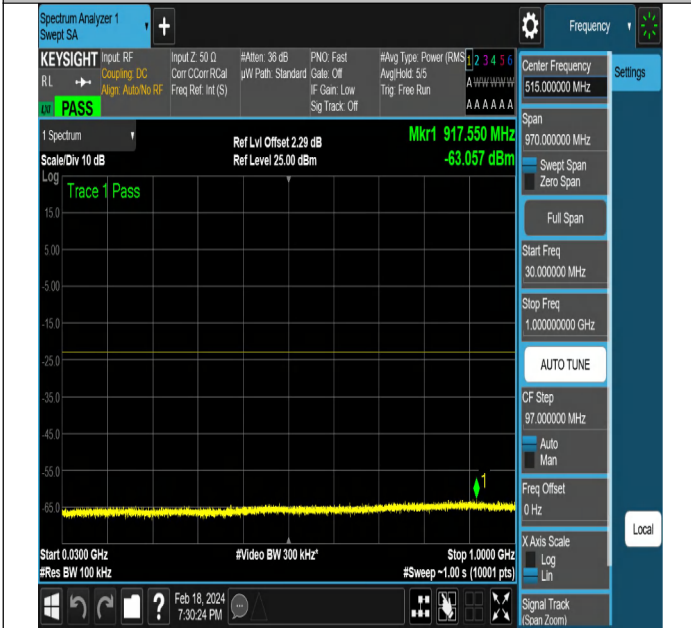 Spectrum Analyzer 1
Swept SA
+
Frequency
KEYSIGHT
RL
LXI
PASS
Input: RF
Coupling: DC
Align: Auto/No RF
Input Z: 50 Ω
Corr CCorr RCal
Freq Ref: Int (S)
#Atten: 36 dB
µW Path: Standard
PNO: Fast
Gate: Off
IF Gain: Low
Sig Track: Off
#Avg Type: Power (RMS
Avg|Hold: 5/5
Trig: Free Run
1 2 3 4 5 6
A W W W W W
A A A A A A
1 Spectrum
Scale/Div 10 dB
Ref Lvl Offset 2.29 dB
Ref Level 25.00 dBm
Mkr1 917.550 MHz
-63.057 dBm
Log
Trace 1 Pass
15.0
5.00
-5.00
-15.0
-25.0
-35.0
-45.0
-55.0
-65.0
1
Start 0.0300 GHz
#Res BW 100 kHz
#Video BW 300 kHz*
Stop 1.0000 GHz
#Sweep ~1.00 s (10001 pts)
?
Feb 18, 2024
7:30:24 PM
Center Frequency
515.000000 MHz
Span
970.000000 MHz
Swept Span
Zero Span
Full Span
Start Freq
30.000000 MHz
Stop Freq
1.000000000 GHz
AUTO TUNE
CF Step
97.000000 MHz
Auto
Man
Freq Offset
0 Hz
X Axis Scale
Log
Lin
Signal Track
(Span Zoom)
Settings
Local